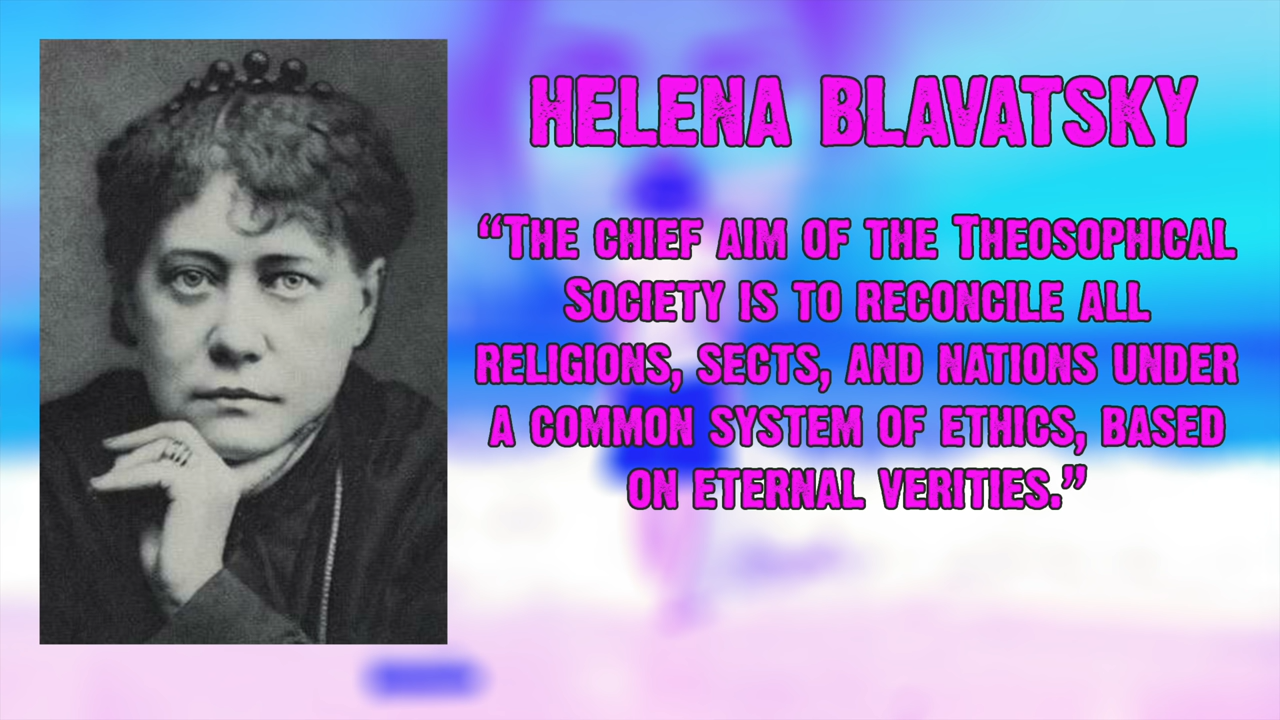 HELENA BLAVATSKY
“THE CHIEF AIM OF THE THEOSOPHICAL
SOCIETY IS TO RECONCILE ALL
RELIGIONS, SECTS, AND NATIONS UNDER
A COMMON SYSTEM OF ETHICS, BASED
ON ETERNAL VERITIES.”